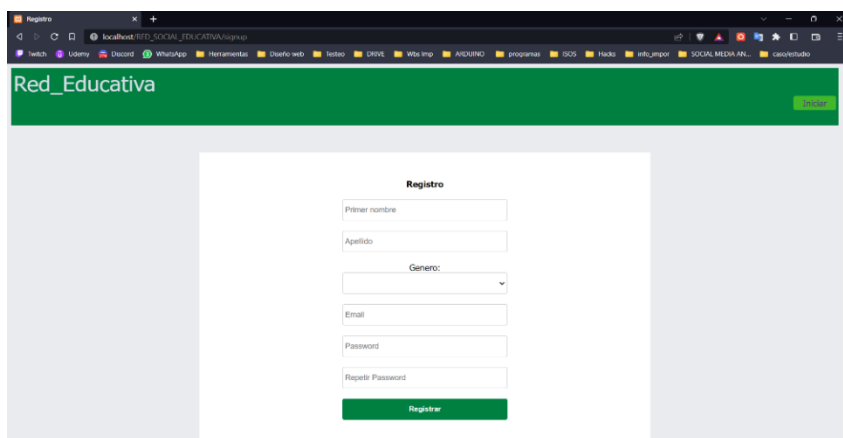 Registro
localhost/RED_SOCIAL_EDUCATIVA/signup
Twitch Udemy Discord WhatsApp Herramientas Diseño web Testeo DRIVE Wbs Imp ARDUINO programas ISOS Hacks info_impor SOCIAL MEDIA AN... caso/estudio
Red_Educativa
Iniciar
Registro
Primer nombre
Apellido
Genero:
Email
Password
Repetir Password
Registrar